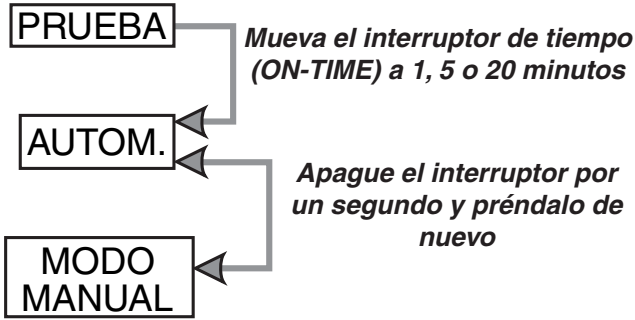 PRUEBA
Mueva el interruptor de tiempo
(ON-TIME) a 1, 5 o 20 minutos
AUTOM.
Apague el interruptor por
un segundo y préndalo de
nuevo
MODO
MANUAL